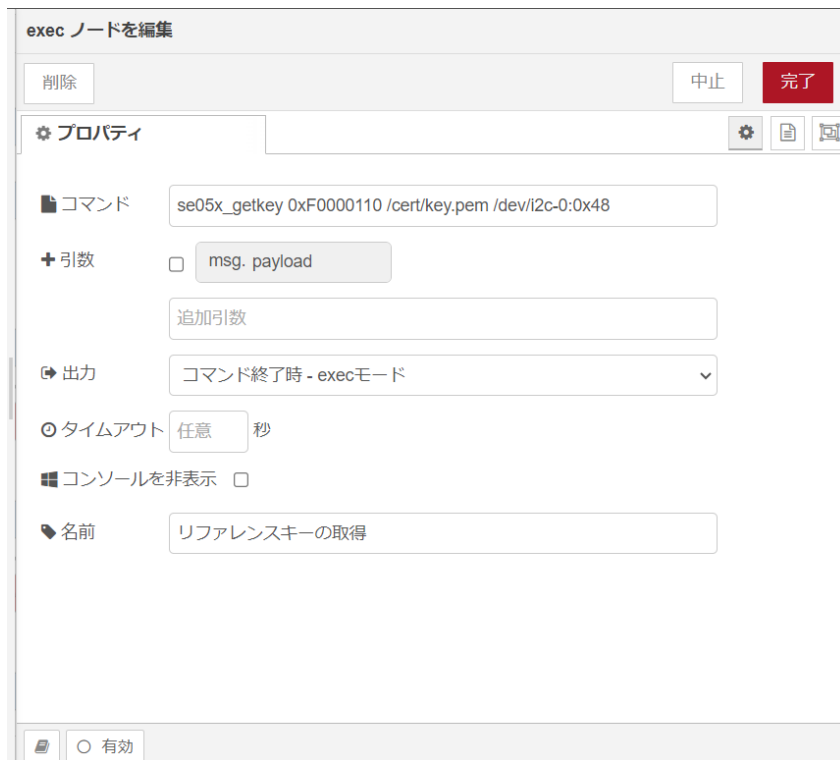 exec ノードを編集
削除
中止
完了
プロパティ
コマンド
se05x_getkey 0xF0000110 /cert/key.pem /dev/i2c-0:0x48
引数
msg. payload
追加引数
出力
コマンド終了時 - execモード
タイムアウト
任意
秒
コンソールを非表示
名前
リファレンスキーの取得
有効